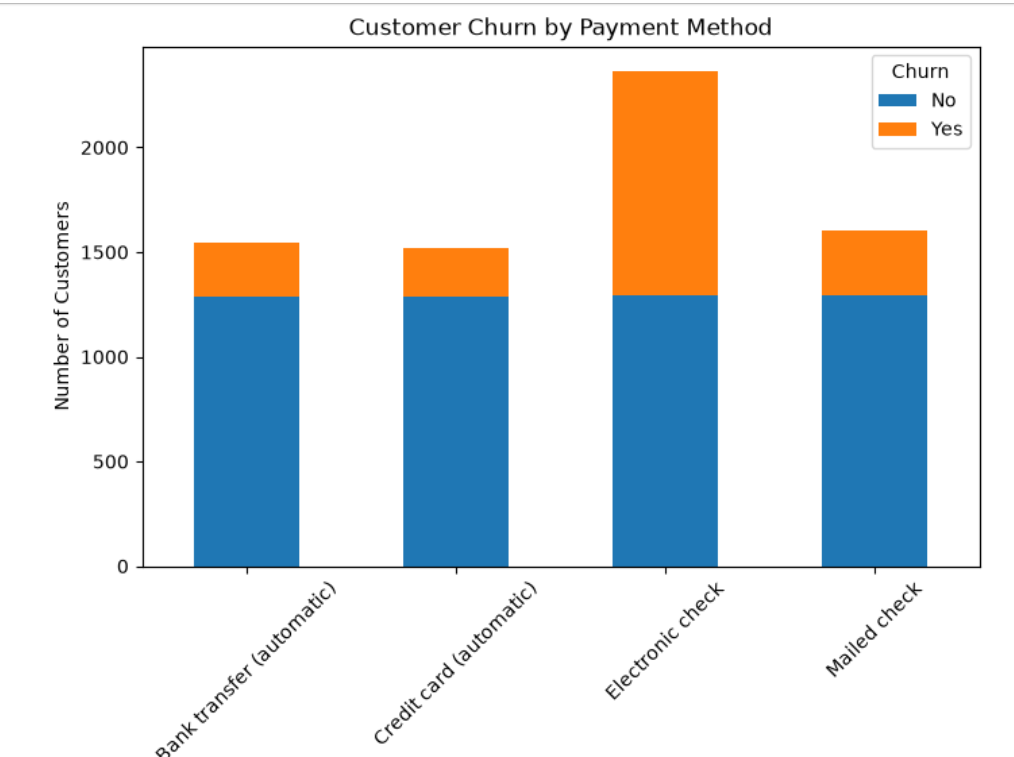 Customer Churn by Payment Method
Churn
No
Yes
Number of Customers
2000
1500
1000
500
0
Bank transfer (automatic)
Credit card (automatic)
Electronic check
Mailed check